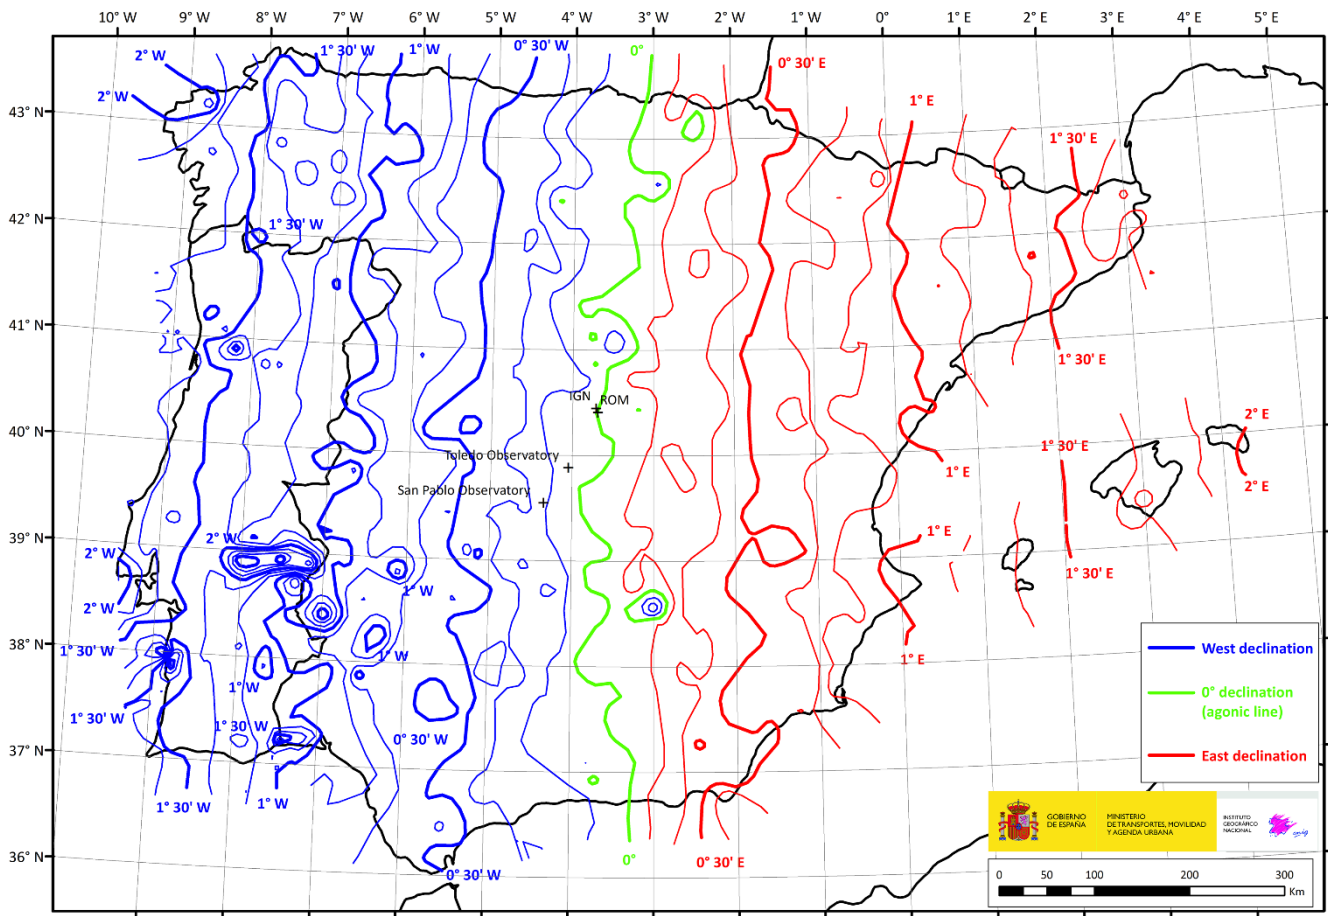 10° W 9° W 8° W 7° W 6° W 5° W 4° W 3° W 2° W 1° W 0° 1° E 2° E 3° E 4° E 5° E
2° W
1° 30' W
1° W
0° 30' W
0°
0° 30' E
2° W
1° E
1° 30' E
43° N
42° N
1° 30' W
41° N
1° 30' E
IGN
ROM
2° E
40° N
1° 30' E
Toledo Observatory
1° E
2° E
San Pablo Observatory
39° N
2° W
1° E
2° W
1° 30' E
1° W
2° W
38° N
1° 30' W
1° W
1° E
West declination
1° W
0° declination
(agonic line)
1° 30' W
1° 30' W
0° 30' W
37° N
East declination
1° 30' W
1° W
GOBIERNO
DE ESPAÑA
MINISTERIO
DE TRANSPORTES, MOVILIDAD
Y AGENDA URBANA
INSTITUTO
GEOGRÁFICO
NACIONAL
36° N
0°
0° 30' E
0° 30' W
0 50 100 200 300
Km